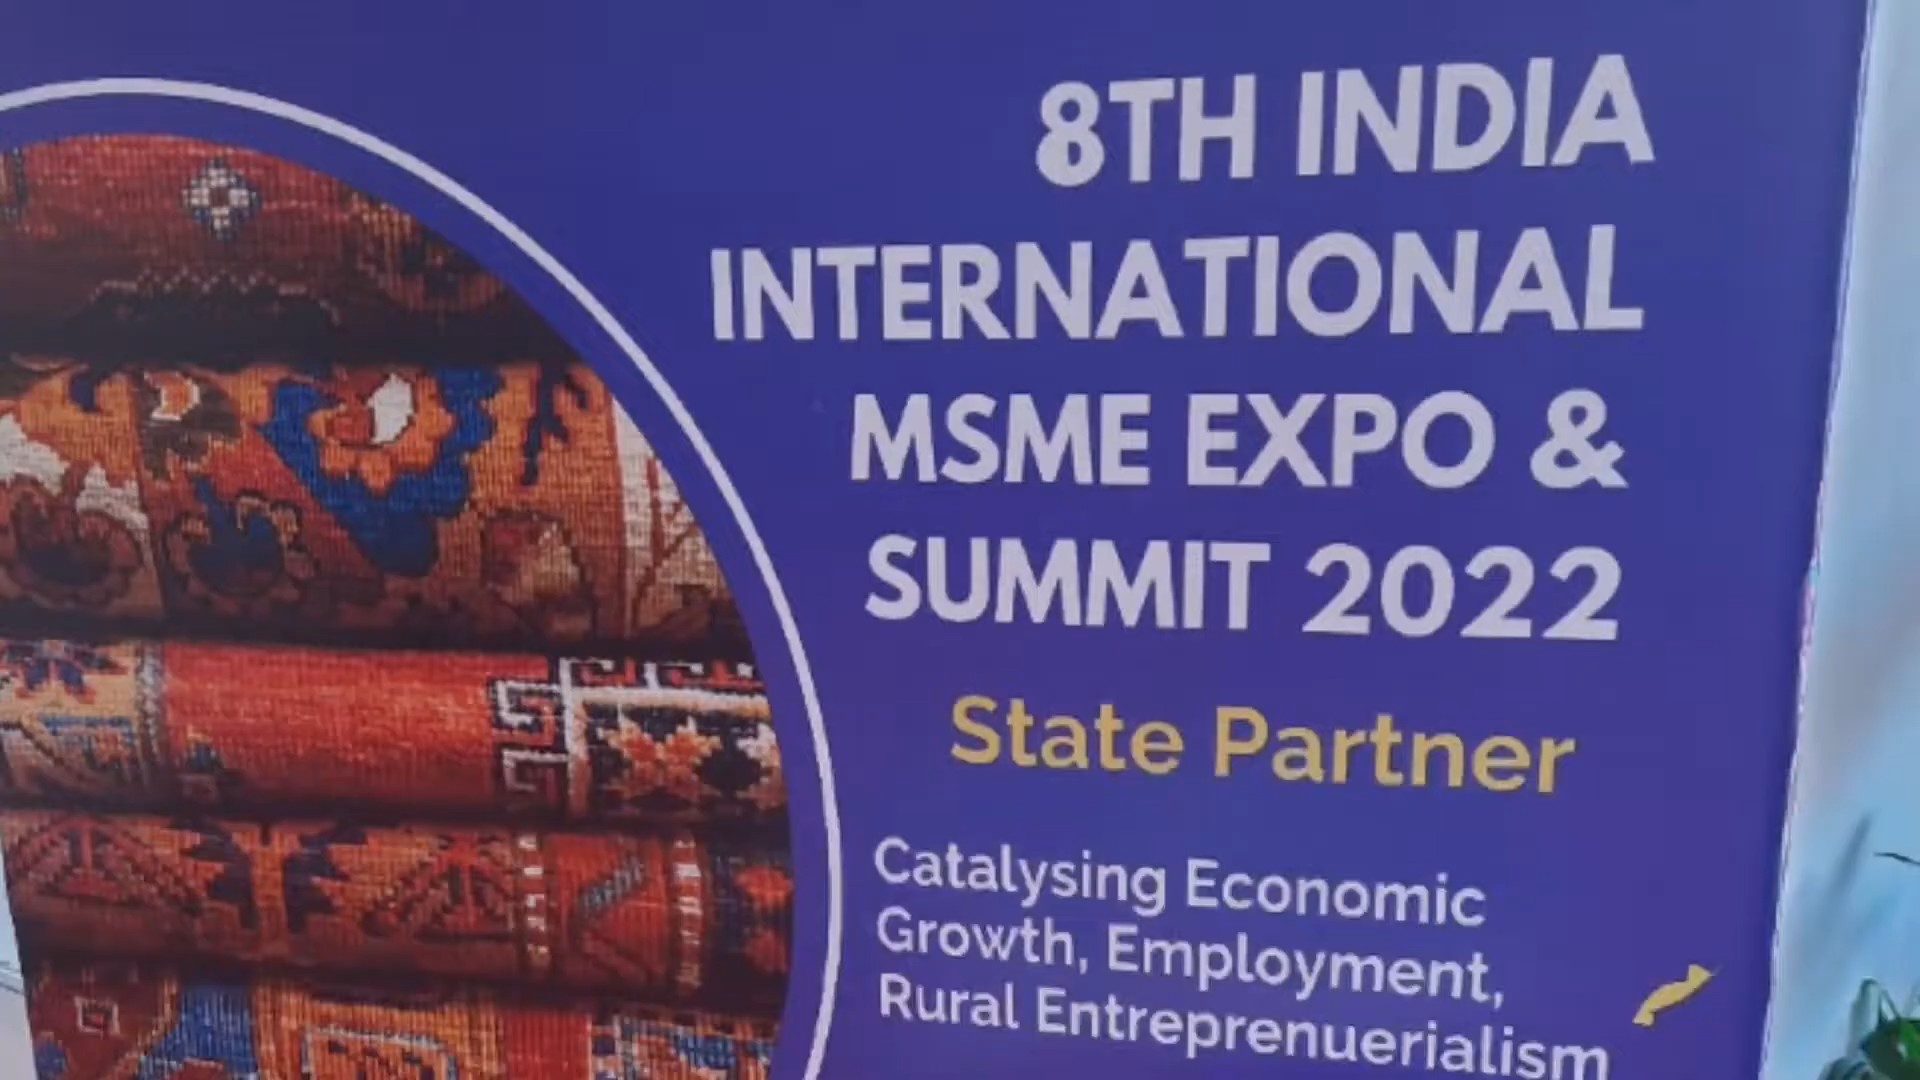 8TH INDIA
INTERNATIONAL
MSME EXPO &
SUMMIT 2022
State Partner
Catalysing Economic
Growth, Employment,
Rural Entreprenuerialism